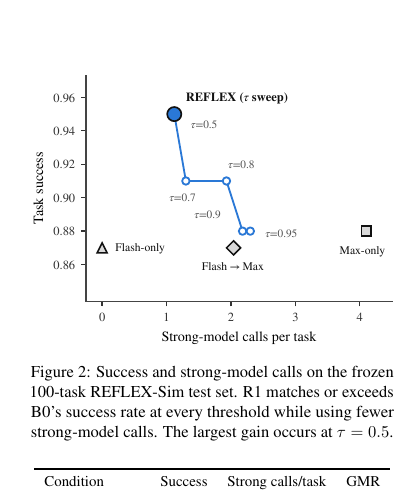 REFLEX (τ sweep)
0.96
0.94
0.92
0.90
0.88
0.86
Task success
τ=0.5
τ=0.8
τ=0.7
τ=0.9
τ=0.95
Flash-only
Flash → Max
Max-only
0 1 2 3 4
Strong-model calls per task
Figure 2: Success and strong-model calls on the frozen
100-task REFLEX-Sim test set. R1 matches or exceeds
B0's success rate at every threshold while using fewer
strong-model calls. The largest gain occurs at τ = 0.5.
Condition Success Strong calls/task GMR